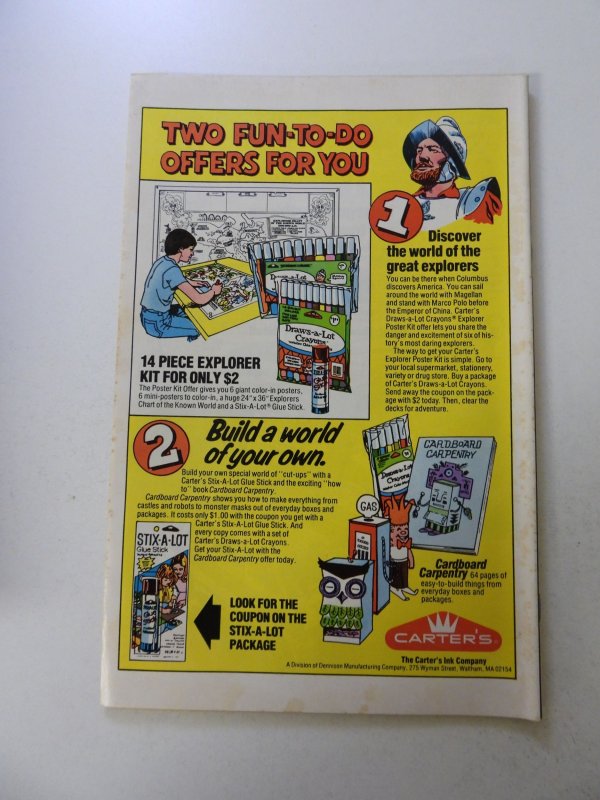 TWO FUN-TO-DO
OFFERS FOR YOU
1
Discover
the world of the
great explorers
You can be there when Columbus
discovers America. You can sail
around the world with Magellan
and stand with Marco Polo before
the Emperor of China. Carter's
Draws-a-Lot Crayons® Explorer
Poster Kit offer lets you share the
danger and excitement of six of his-
tory's most daring explorers.
The way to get your Carter's
Explorer Poster Kit is simple. Go to
your local supermarket, stationery,
variety or drug store. Buy a package
of Carter's Draws-a-Lot Crayons.
Send away the coupon on the pack-
age with $2 today. Then, clear the
decks for adventure.
Draws-a-Lot
Crayons
14 PIECE EXPLORER
KIT FOR ONLY $2
The Poster Kit Offer gives you 6 giant color-in posters,
6 mini-posters to color-in, a huge 24"x 36" Explorers
Chart of the Known World and a Stix-A-Lot® Glue Stick.
2
Build a world
of your own.
Build your own special world of "cut-ups" with a
Carter's Stix-A-Lot Glue Stick and the exciting "how
to" book Cardboard Carpentry.
Cardboard Carpentry shows you how to make everything from
castles and robots to monster masks out of everyday boxes and
packages. It costs only $1.00 with the coupon you get with a
Carter's Stix-A-Lot Glue Stick. And
every copy comes with a set of
Carter's Draws-a-Lot Crayons.
Get your Stix-A-Lot with the
Cardboard Carpentry offer today.
STIX-A-LOT
Glue Stick
LOOK FOR THE
COUPON ON THE
STIX-A-LOT
PACKAGE
Draws-a-Lot
Crayons
CARDBOARD
CARPENTRY
GAS
Cardboard
Carpentry 64 pages of
easy-to-build things from
everyday boxes and
packages.
CARTER'S
The Carter's Ink Company
A Division of Dennison Manufacturing Company, 275 Wyman Street, Waltham, MA 02154